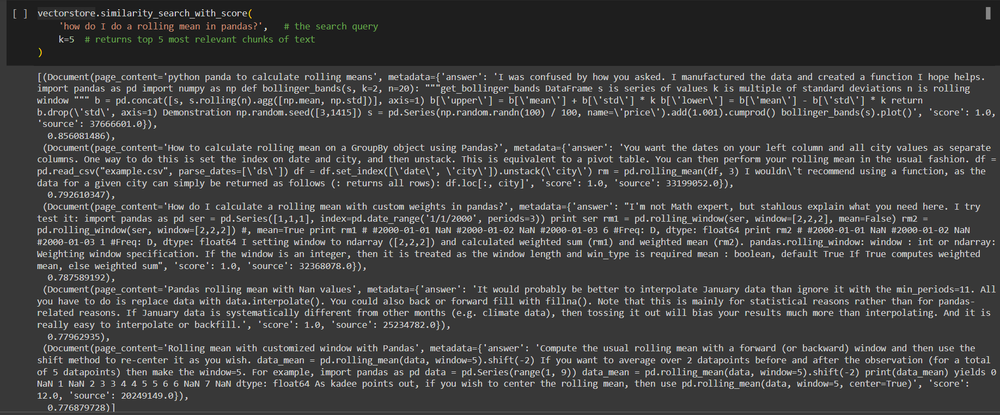 [ ] vectorstore.similarity_search_with_score(
'how do I do a rolling mean in pandas?',   # the search query
k=5  # returns top 5 most relevant chunks of text
)
[(Document(page_content='python panda to calculate rolling means', metadata={'answer': 'I was confused by how you asked. I manufactured the data and created a function I hope helps.
import pandas as pd import numpy as np def bollinger_bands(s, k=2, n=20): """get_bollinger_bands DataFrame s is series of values k is multiple of standard deviations n is rolling
window """ b = pd.concat([s, s.rolling(n).agg([np.mean, np.std])], axis=1) b[\'upper\'] = b[\'mean\'] + b[\'std\'] * k b[\'lower\'] = b[\'mean\'] - b[\'std\'] * k return
b.drop(\'std\', axis=1) Demonstration np.random.seed([3,1415]) s = pd.Series(np.random.randn(100) / 100, name=\'price\').add(1.001).cumprod() bollinger_bands(s).plot()', 'score': 1.0,
'source': 37666601.0}),
0.856081486),
(Document(page_content='How to calculate rolling mean on a GroupBy object using Pandas?', metadata={'answer': 'You want the dates on your left column and all city values as separate
columns. One way to do this is set the index on date and city, and then unstack. This is equivalent to a pivot table. You can then perform your rolling mean in the usual fashion. df =
pd.read_csv("example.csv", parse_dates=[\'ds\']) df = df.set_index([\'date\', \'city\']).unstack(\'city\') rm = pd.rolling_mean(df, 3) I wouldn\'t recommend using a function, as the
data for a given city can simply be returned as follows (: returns all rows): df.loc[:, city]', 'score': 1.0, 'source': 33199052.0}),
0.792610347),
(Document(page_content='How do I calculate a rolling mean with custom weights in pandas?', metadata={'answer': "I'm not Math expert, but stahlous explain what you need here. I try
test it: import pandas as pd ser = pd.Series([1,1,1], index=pd.date_range('1/1/2000', periods=3)) print ser rm1 = pd.rolling_window(ser, window=[2,2,2], mean=False) rm2 =
pd.rolling_window(ser, window=[2,2,2]) #, mean=True print rm1 # #2000-01-01 NaN #2000-01-02 NaN #2000-01-03 6 #Freq: D, dtype: float64 print rm2 # #2000-01-01 NaN #2000-01-02 NaN
#2000-01-03 1 #Freq: D, dtype: float64 I setting window to ndarray ([2,2,2]) and calculated weighted sum (rm1) and weighted mean (rm2). pandas.rolling_window: window : int or ndarray:
Weighting window specification. If the window is an integer, then it is treated as the window length and win_type is required mean : boolean, default True If True computes weighted
mean, else weighted sum", 'score': 1.0, 'source': 32368078.0}),
0.787589192),
(Document(page_content='Pandas rolling mean with Nan values', metadata={'answer': 'It would probably be better to interpolate January data than ignore it with the min_periods=11. All
you have to do is replace data with data.interpolate(). You could also back or forward fill with fillna(). Note that this is mainly for statistical reasons rather than for pandas-
related reasons. If January data is systematically different from other months (e.g. climate data), then tossing it out will bias your results much more than interpolating. And it is
really easy to interpolate or backfill.', 'score': 1.0, 'source': 25234782.0}),
0.77962935),
(Document(page_content='Rolling mean with customized window with Pandas', metadata={'answer': 'Compute the usual rolling mean with a forward (or backward) window and then use the
shift method to re-center it as you wish. data_mean = pd.rolling_mean(data, window=5).shift(-2) If you want to average over 2 datapoints before and after the observation (for a total
of 5 datapoints) then make the window=5. For example, import pandas as pd data = pd.Series(range(1, 9)) data_mean = pd.rolling_mean(data, window=5).shift(-2) print(data_mean) yields 0
NaN 1 NaN 2 3 3 4 4 5 5 6 6 NaN 7 NaN dtype: float64 As kadee points out, if you wish to center the rolling mean, then use pd.rolling_mean(data, window=5, center=True)', 'score':
12.0, 'source': 20249149.0}),
0.776879728)]